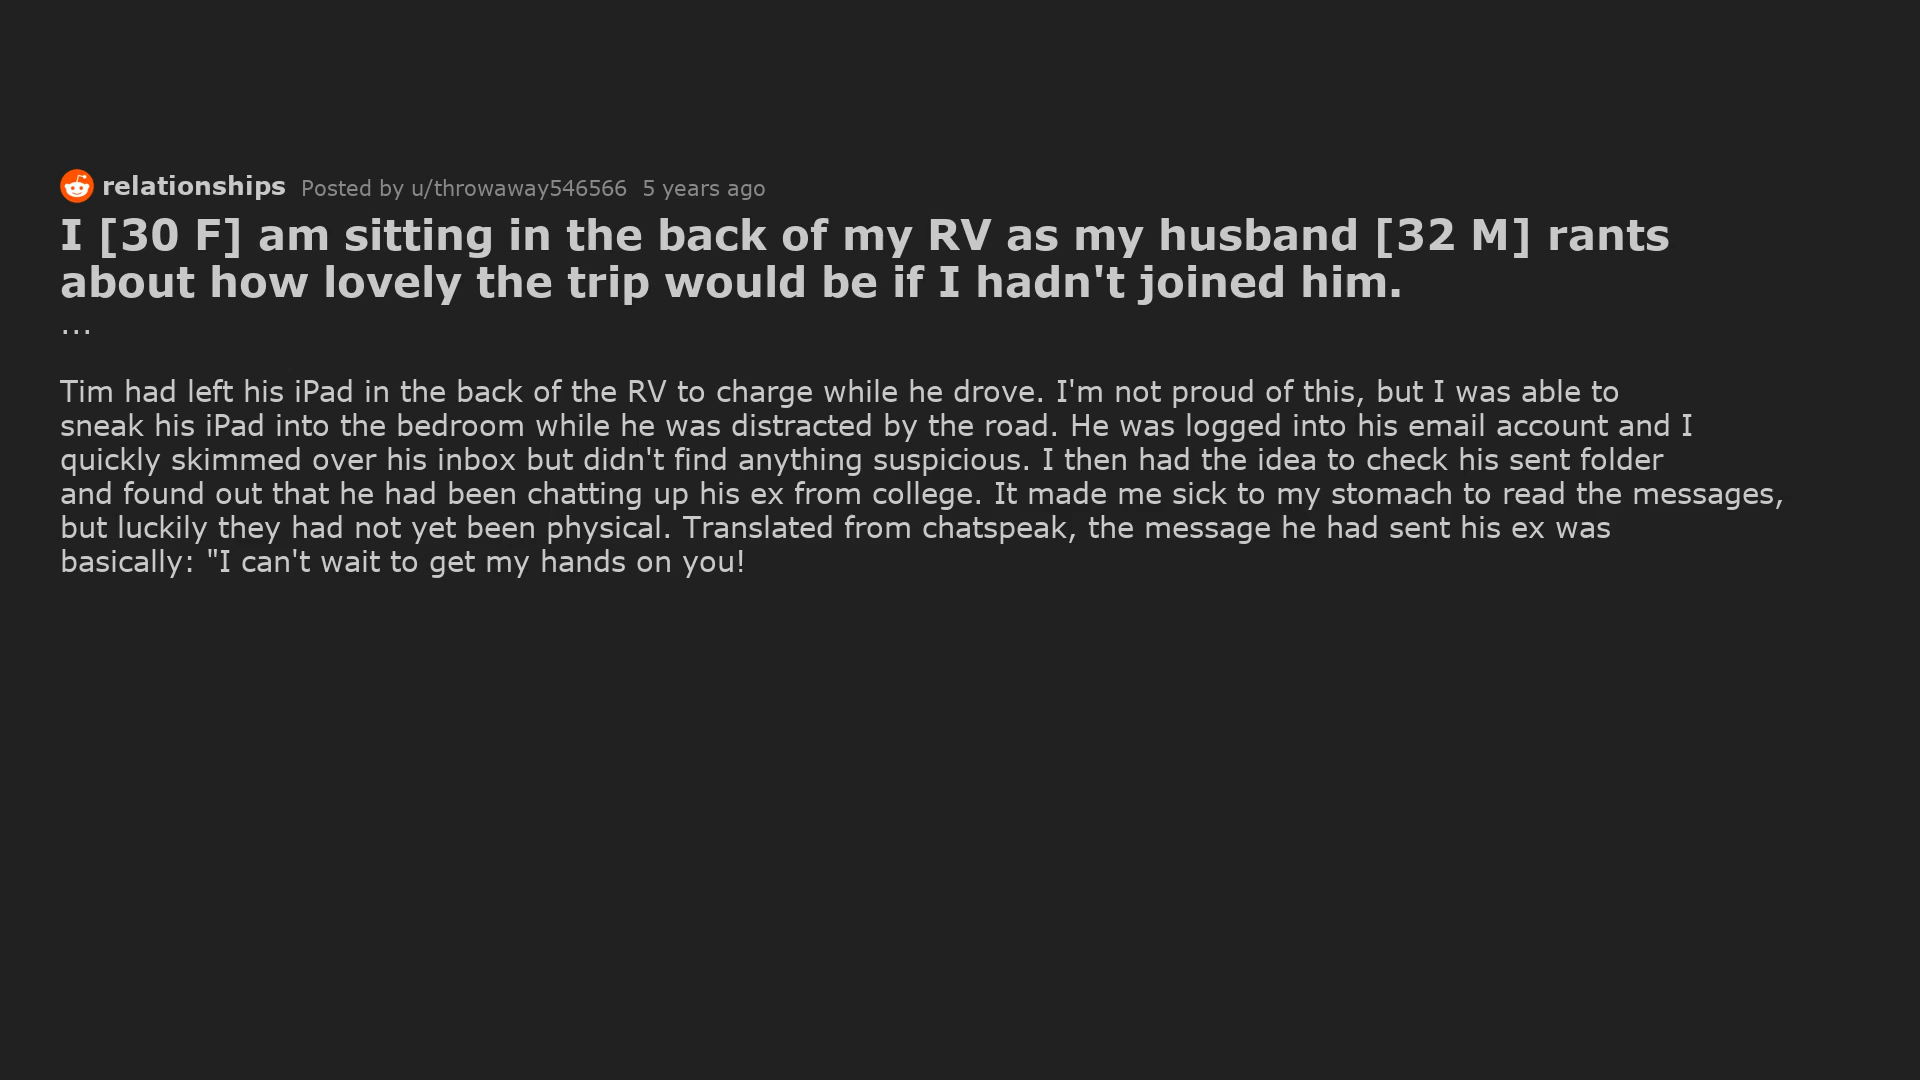 relationships Posted by u/throwaway546566 5 years ago
I [30 F] am sitting in the back of my RV as my husband [32 M] rants
about how lovely the trip would be if I hadn't joined him.
...
Tim had left his iPad in the back of the RV to charge while he drove. I'm not proud of this, but I was able to
sneak his iPad into the bedroom while he was distracted by the road. He was logged into his email account and I
quickly skimmed over his inbox but didn't find anything suspicious. I then had the idea to check his sent folder
and found out that he had been chatting up his ex from college. It made me sick to my stomach to read the messages,
but luckily they had not yet been physical. Translated from chatspeak, the message he had sent his ex was
basically: "I can't wait to get my hands on you!